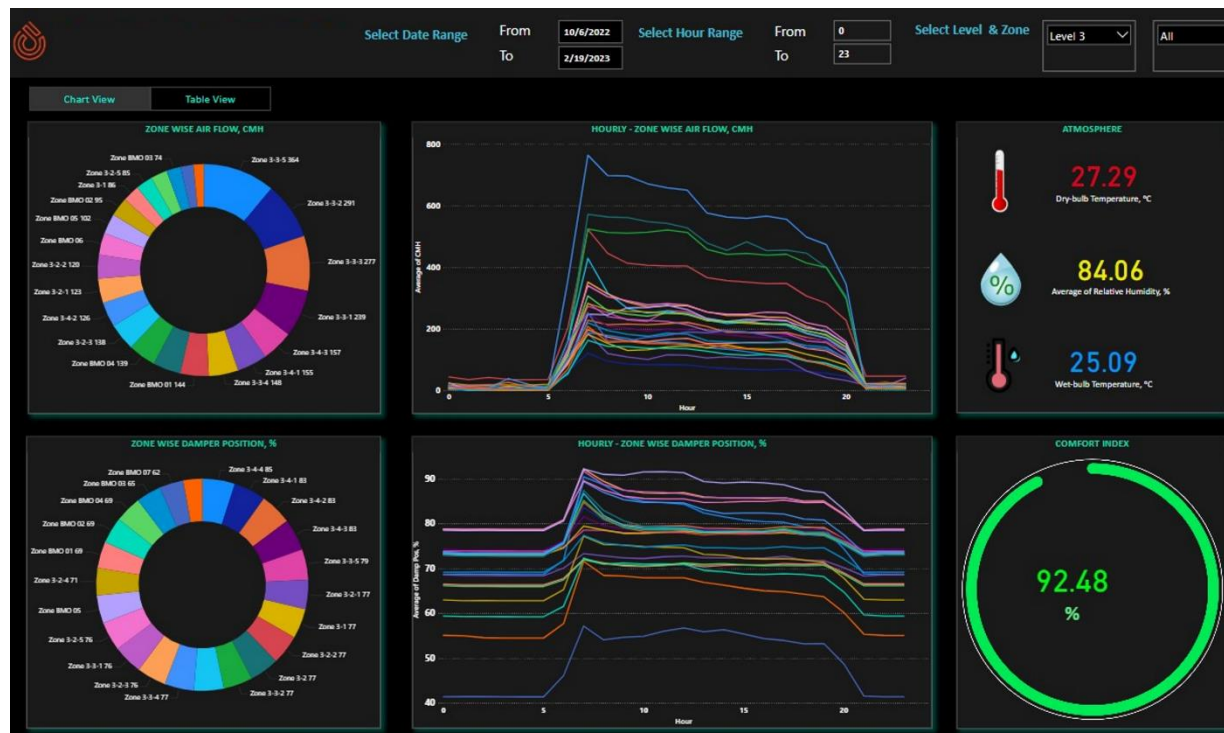 Select Date Range
From
10/6/2022
To
2/19/2023
Select Hour Range
From
0
To
23
Select Level & Zone
Level 3
All
Chart View
Table View
ZONE WISE AIR FLOW, CMH
Zone BMO 03 74
Zone 3-2-5 85
Zone 3-1 86
Zone BMO 02 95
Zone BMO 05 102
Zone BMO 06
Zone 3-2-2 120
Zone 3-2-1 123
Zone 3-4-2 126
Zone 3-2-3 138
Zone BMO 04 139
Zone BMO 01 144
Zone 3-3-4 148
Zone 3-4-1 155
Zone 3-4-3 157
Zone 3-3-1 239
Zone 3-3-3 277
Zone 3-3-2 291
Zone 3-3-5 364
HOURLY - ZONE WISE AIR FLOW, CMH
Average of CMH
800
600
400
200
0
0 5 10 15 20
Hour
ATMOSPHERE
27.29
Dry-bulb Temperature, ºC
%
84.06
Average of Relative Humidity, %
25.09
Wet-bulb Temperature, ºC
ZONE WISE DAMPER POSITION, %
Zone BMO 07 62
Zone BMO 03 65
Zone BMO 04 69
Zone BMO 02 69
Zone BMO 01 69
Zone 3-2-4 71
Zone BMO 05
Zone 3-2-5 76
Zone 3-3-1 76
Zone 3-2-3 76
Zone 3-3-4 77
Zone 3-3-2 77
Zone 3-2 77
Zone 3-2-2 77
Zone 3-1 77
Zone 3-2-1 77
Zone 3-3-5 79
Zone 3-4-3 83
Zone 3-4-2 83
Zone 3-4-1 83
Zone 3-4-4 85
HOURLY - ZONE WISE DAMPER POSITION, %
Average of Damp Pos, %
90
80
70
60
50
40
0 5 10 15 20
Hour
COMFORT INDEX
92.48
%